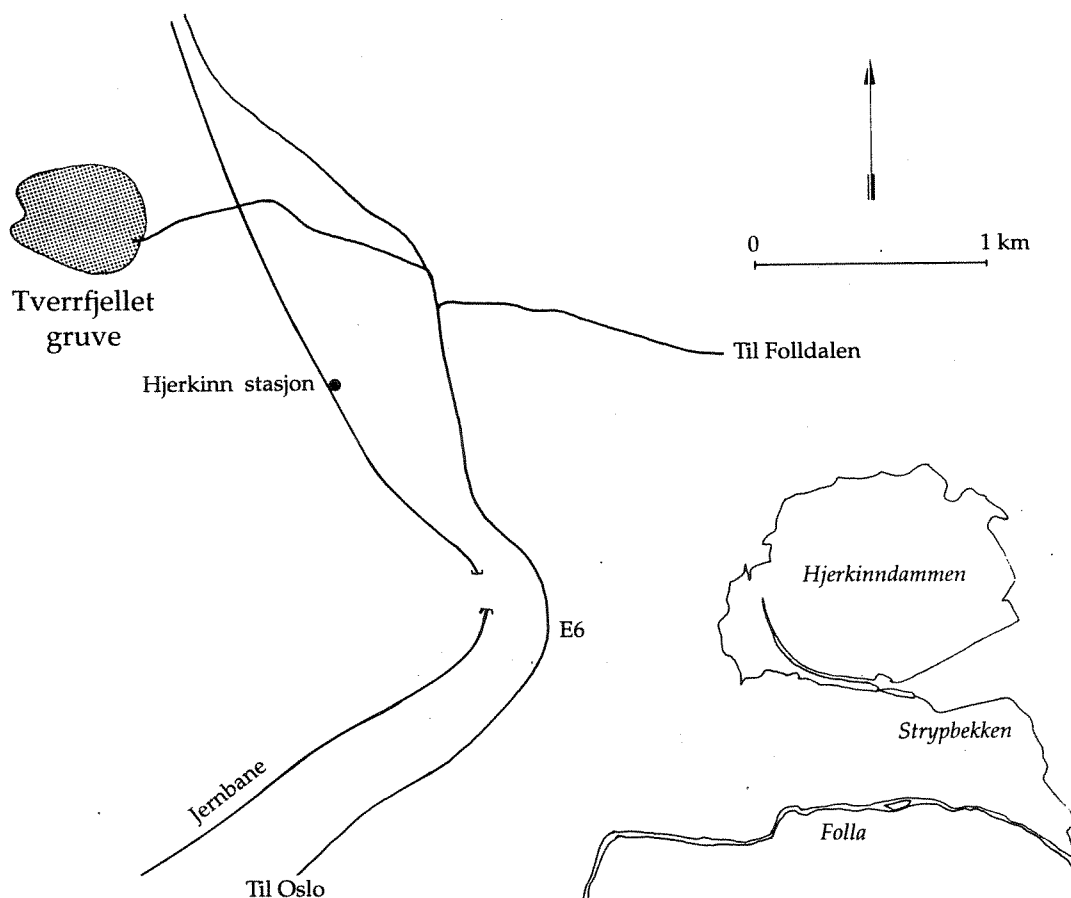 0 1 km
Tverrfjellet
gruve
Til Folldalen
Hjerkinn stasjon
Hjerkinndammen
E6
Strypbekken
Jernbane
Folla
Til Oslo